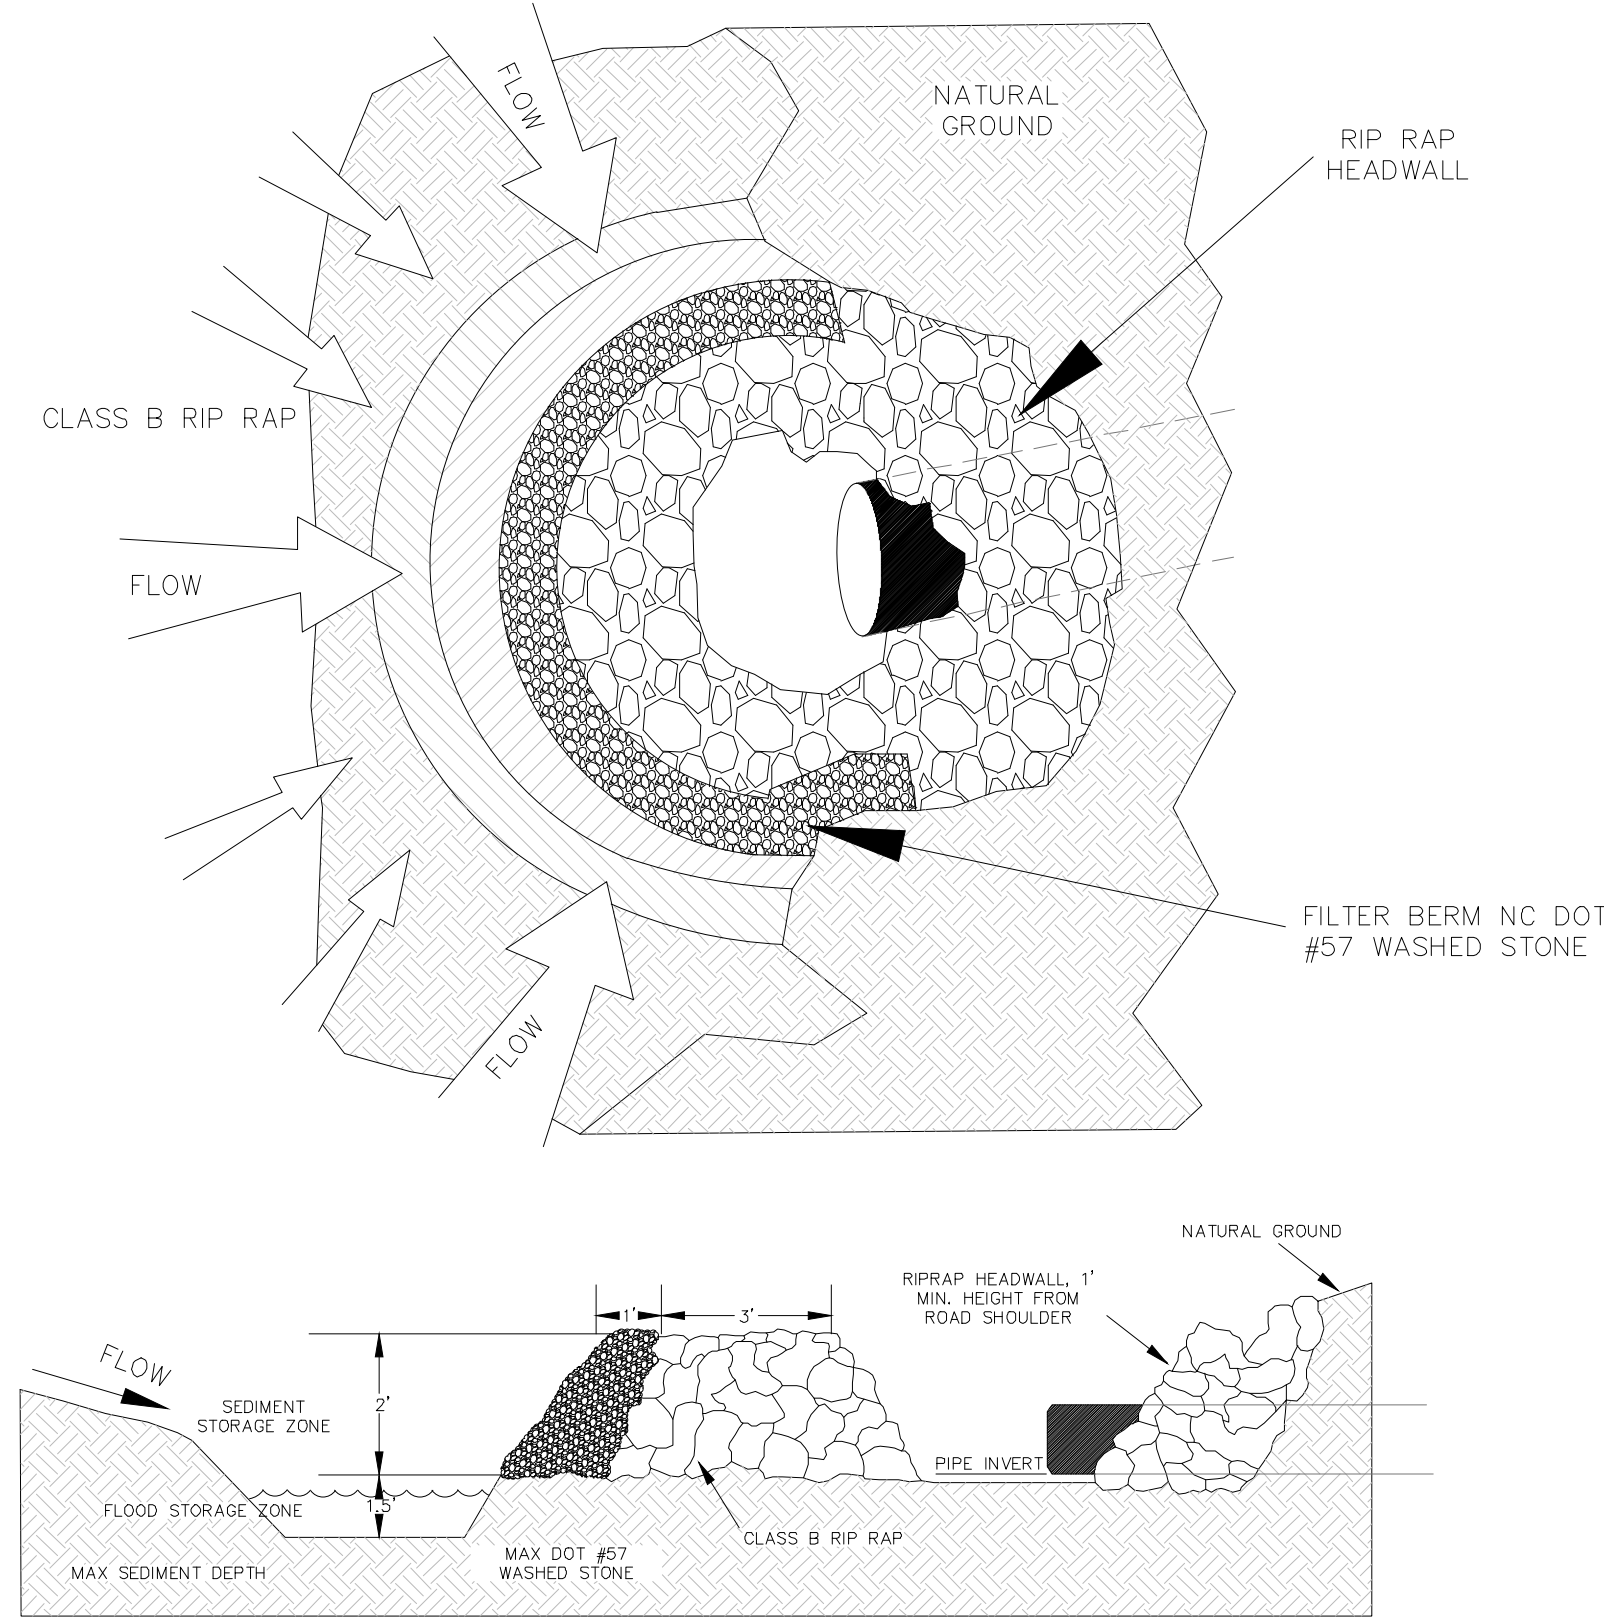 FLOW
NATURAL
GROUND
RIP RAP
HEADWALL
CLASS B RIP RAP
FLOW
FILTER BERM NC DOT
#57 WASHED STONE
FLOW
NATURAL GROUND
RIPRAP HEADWALL, 1'
MIN. HEIGHT FROM
ROAD SHOULDER
1'
3'
FLOW
SEDIMENT
STORAGE ZONE
2'
PIPE INVERT
1.5'
FLOOD STORAGE ZONE
CLASS B RIP RAP
MAX DOT #57
WASHED STONE
MAX SEDIMENT DEPTH